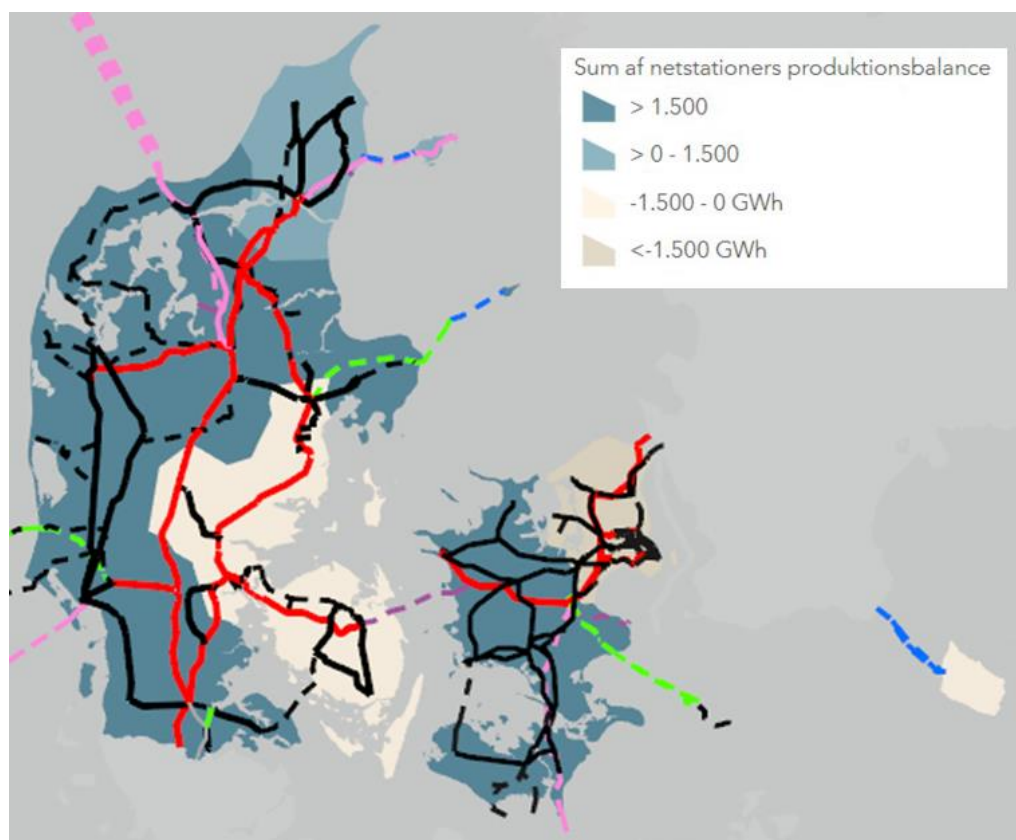 Sum af netstationers produktionsbalance
> 1.500
> 0 - 1.500
-1.500 - 0 GWh
<-1.500 GWh